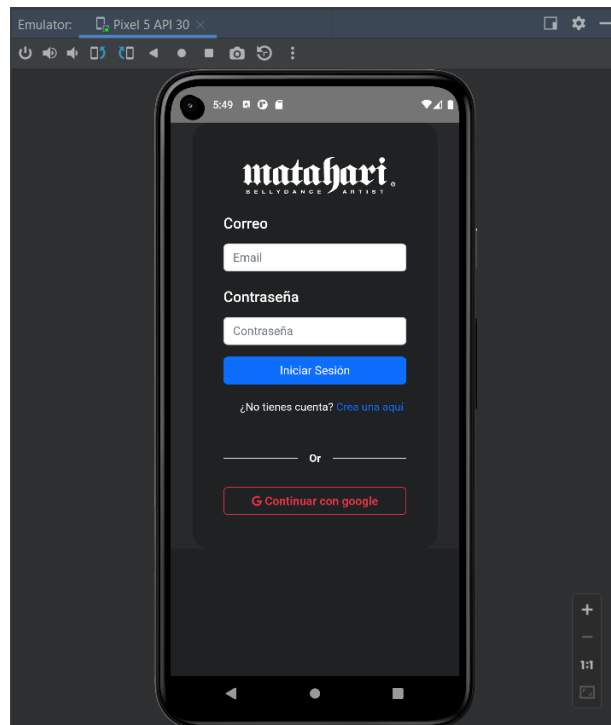 Emulator: Pixel 5 API 30
5:49
matahari
BELLYDANCE ARTIST
Correo
Email
Contraseña
Contraseña
Iniciar Sesión
¿No tienes cuenta? Crea una aquí
Or
G Continuar con google
1:1